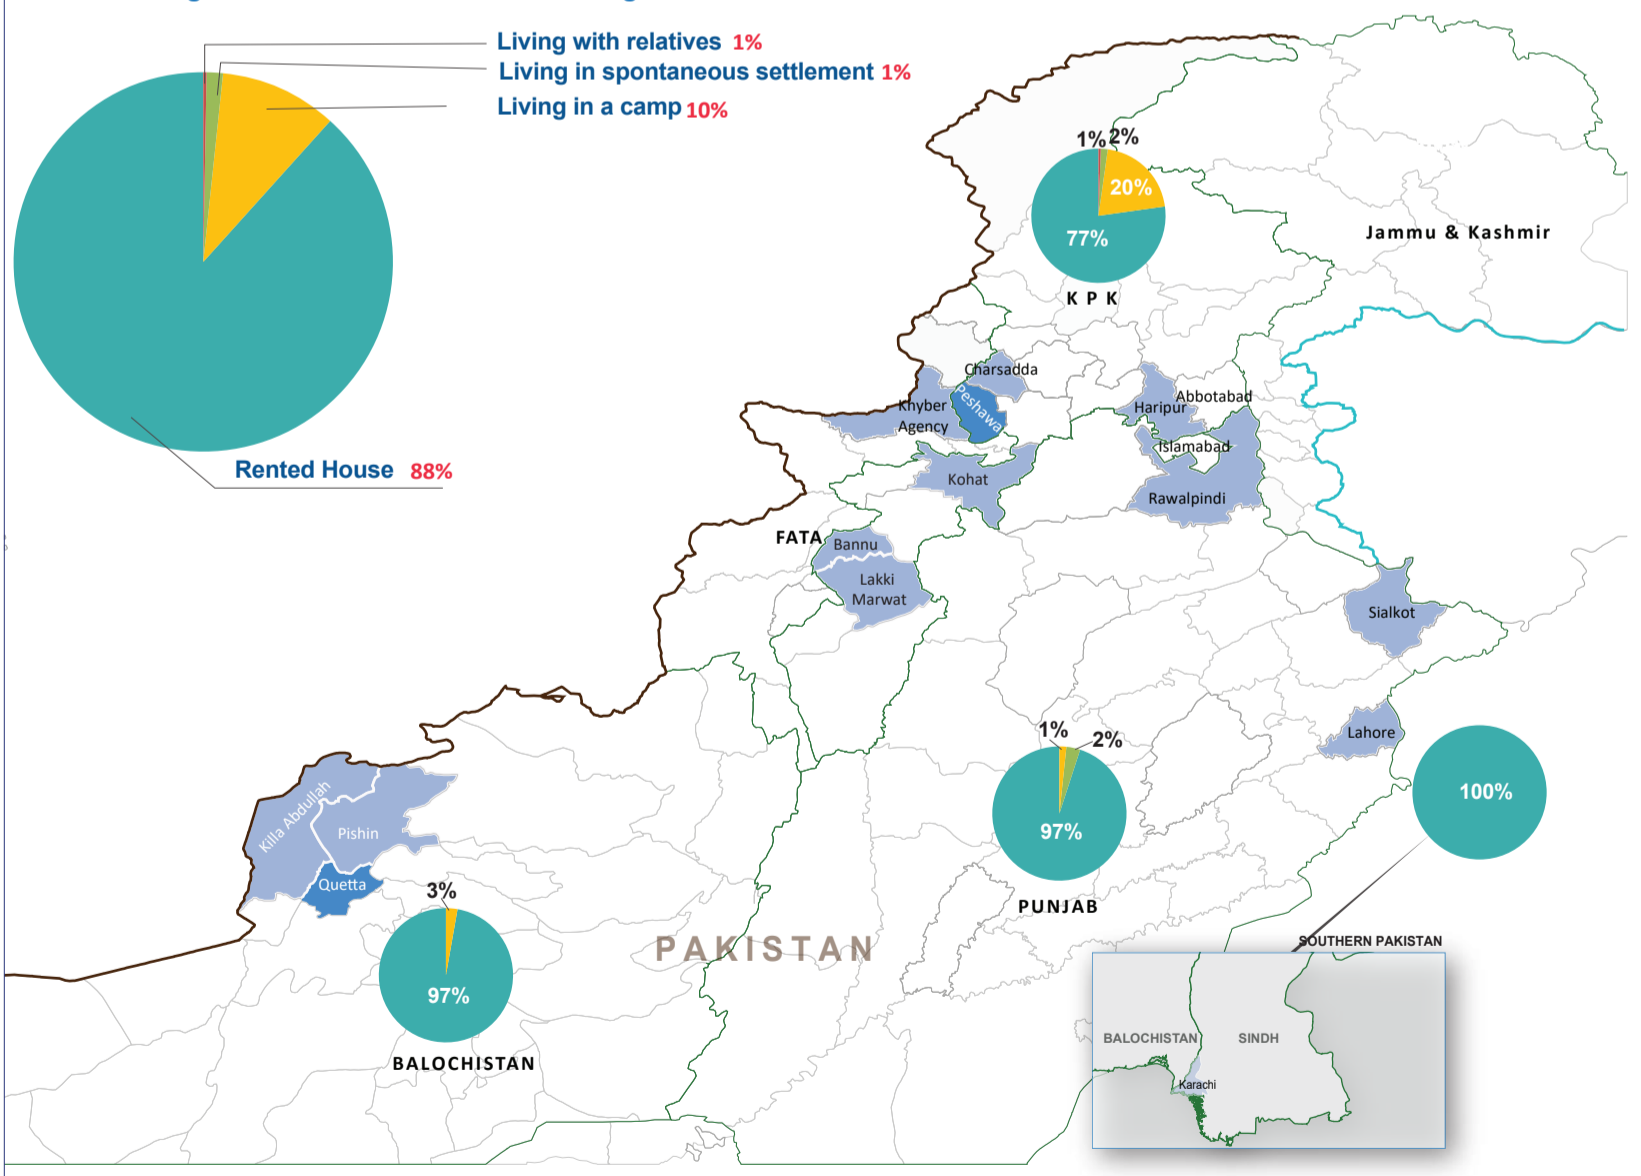 Living with relatives 1%
Living in spontaneous settlement 1%
Living in a camp 10%
Rented House 88%
1% 2%
20%
77%
K P K
Jammu & Kashmir
Charsadda
Peshawa
Khyber
Agency
Abbotabad
Haripur
Islamabad
Kohat
Rawalpindi
FATA
Bannu
Lakki
Marwat
Sialkot
Lahore
1%
2%
97%
PUNJAB
100%
Killa Abdullah
Pishin
Quetta
3%
97%
BALOCHISTAN
PAKISTAN
SOUTHERN PAKISTAN
BALOCHISTAN
SINDH
Karachi